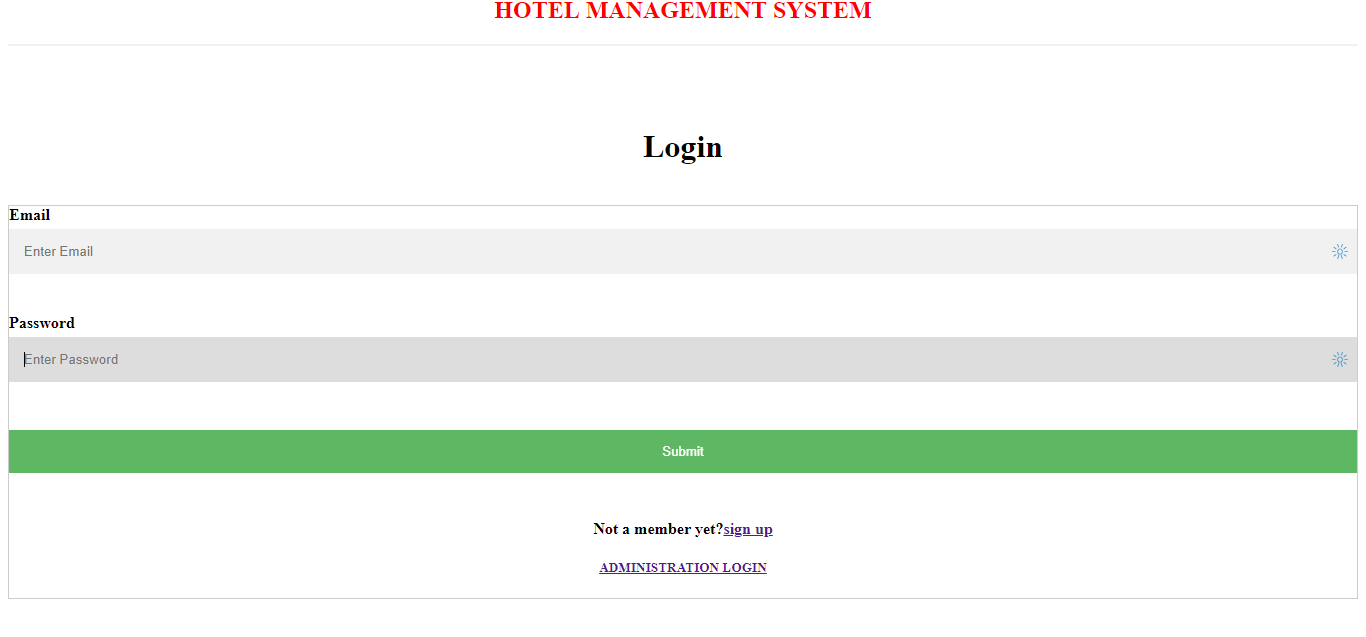 HOTEL MANAGEMENT SYSTEM
Login
Email
Enter Email
Password
Enter Password
Submit
Not a member yet?sign up
ADMINISTRATION LOGIN